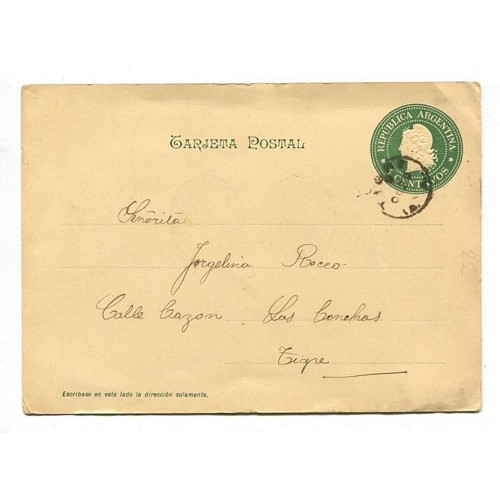 REPÚBLICA ARGENTINA
CENTAVOS
TARJETA POSTAL
Señorita
Jorgelina Rocco
Calle Cazon Las Conchas
Tigre
Escríbase en este lado la dirección solamente.